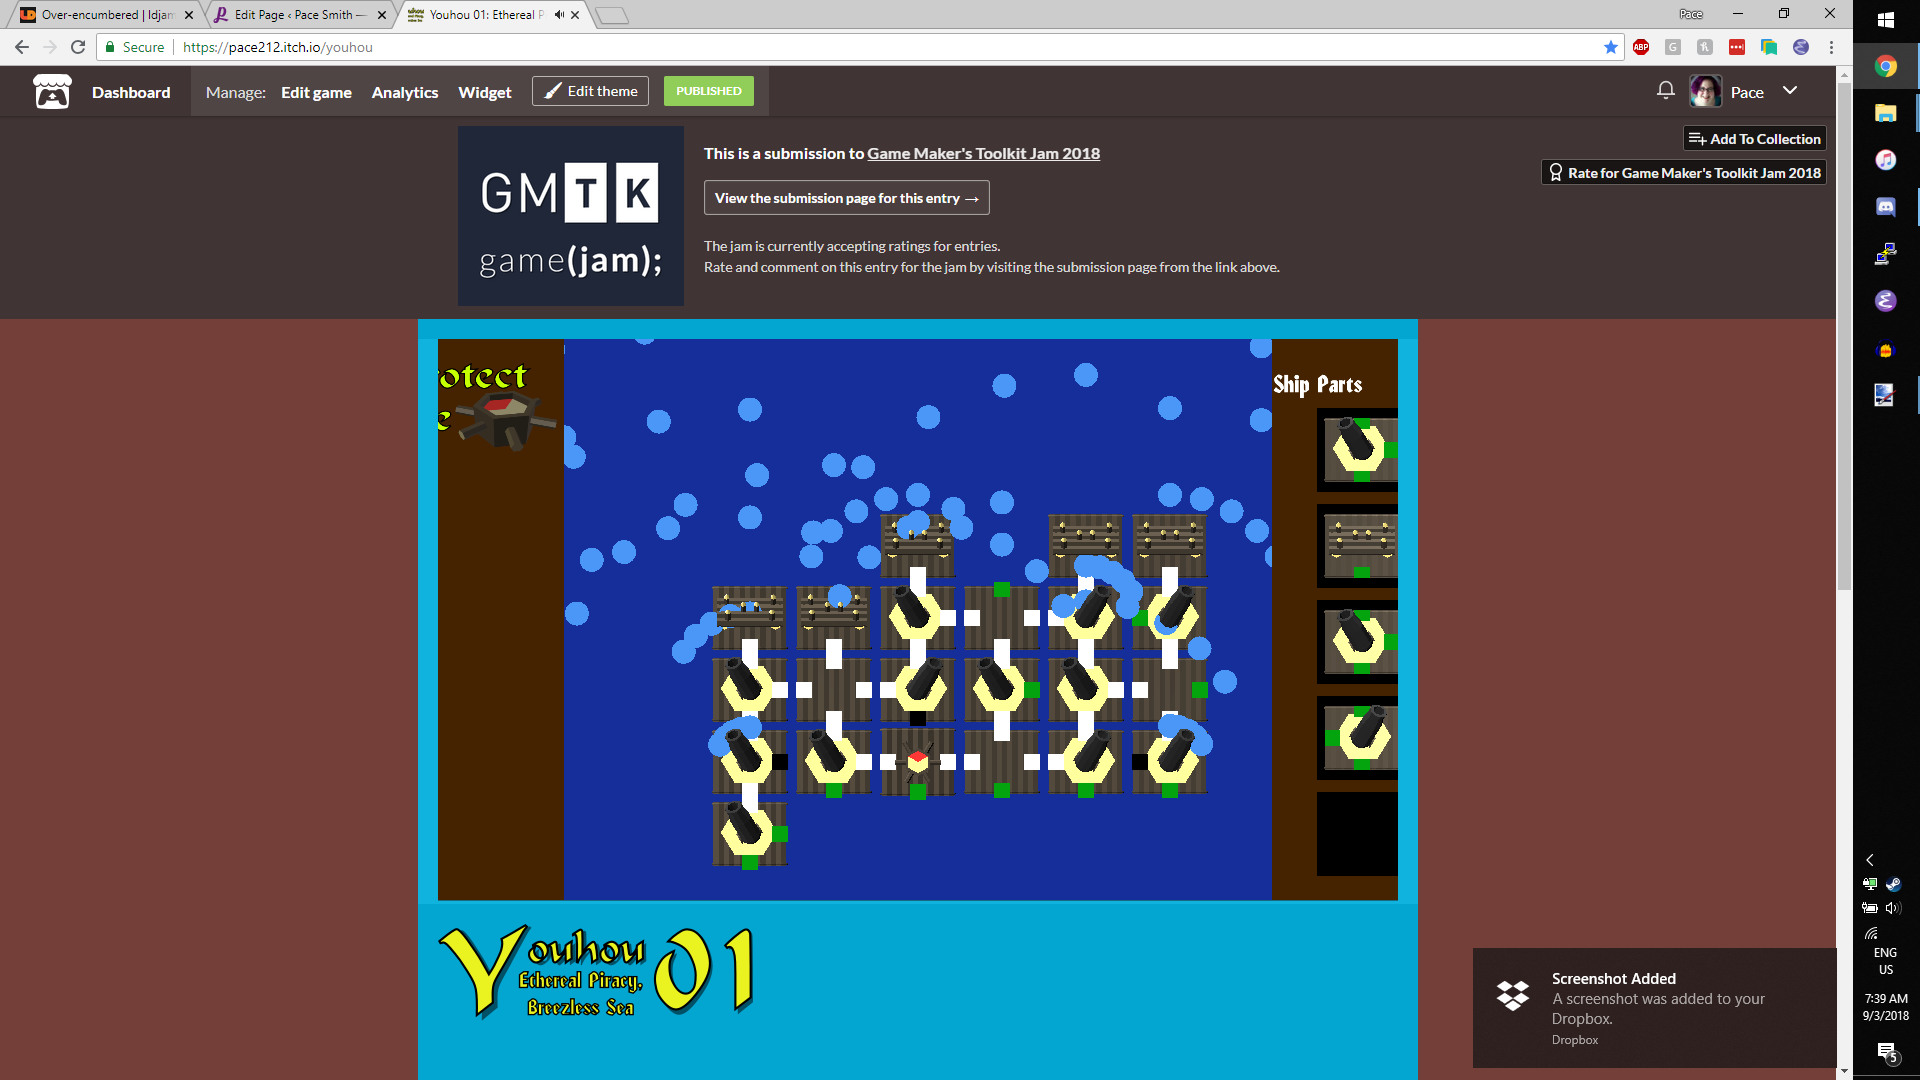 Over-encumbered | ldjam
Edit Page ‹ Pace Smith —
Youhou 01: Ethereal P
Pace
Secure
https://pace212.itch.io/youhou
ABP
G
Dashboard
Manage:
Edit game
Analytics
Widget
Edit theme
PUBLISHED
Pace
GMTK
game(jam);
This is a submission to Game Maker's Toolkit Jam 2018
View the submission page for this entry →
The jam is currently accepting ratings for entries.
Rate and comment on this entry for the jam by visiting the submission page from the link above.
Add To Collection
Rate for Game Maker's Toolkit Jam 2018
otect
e
Ship Parts
Youhou 01
Ethereal Piracy,
Breezless Sea
Screenshot Added
A screenshot was added to your
Dropbox.
Dropbox
ENG
US
7:39 AM
9/3/2018
5